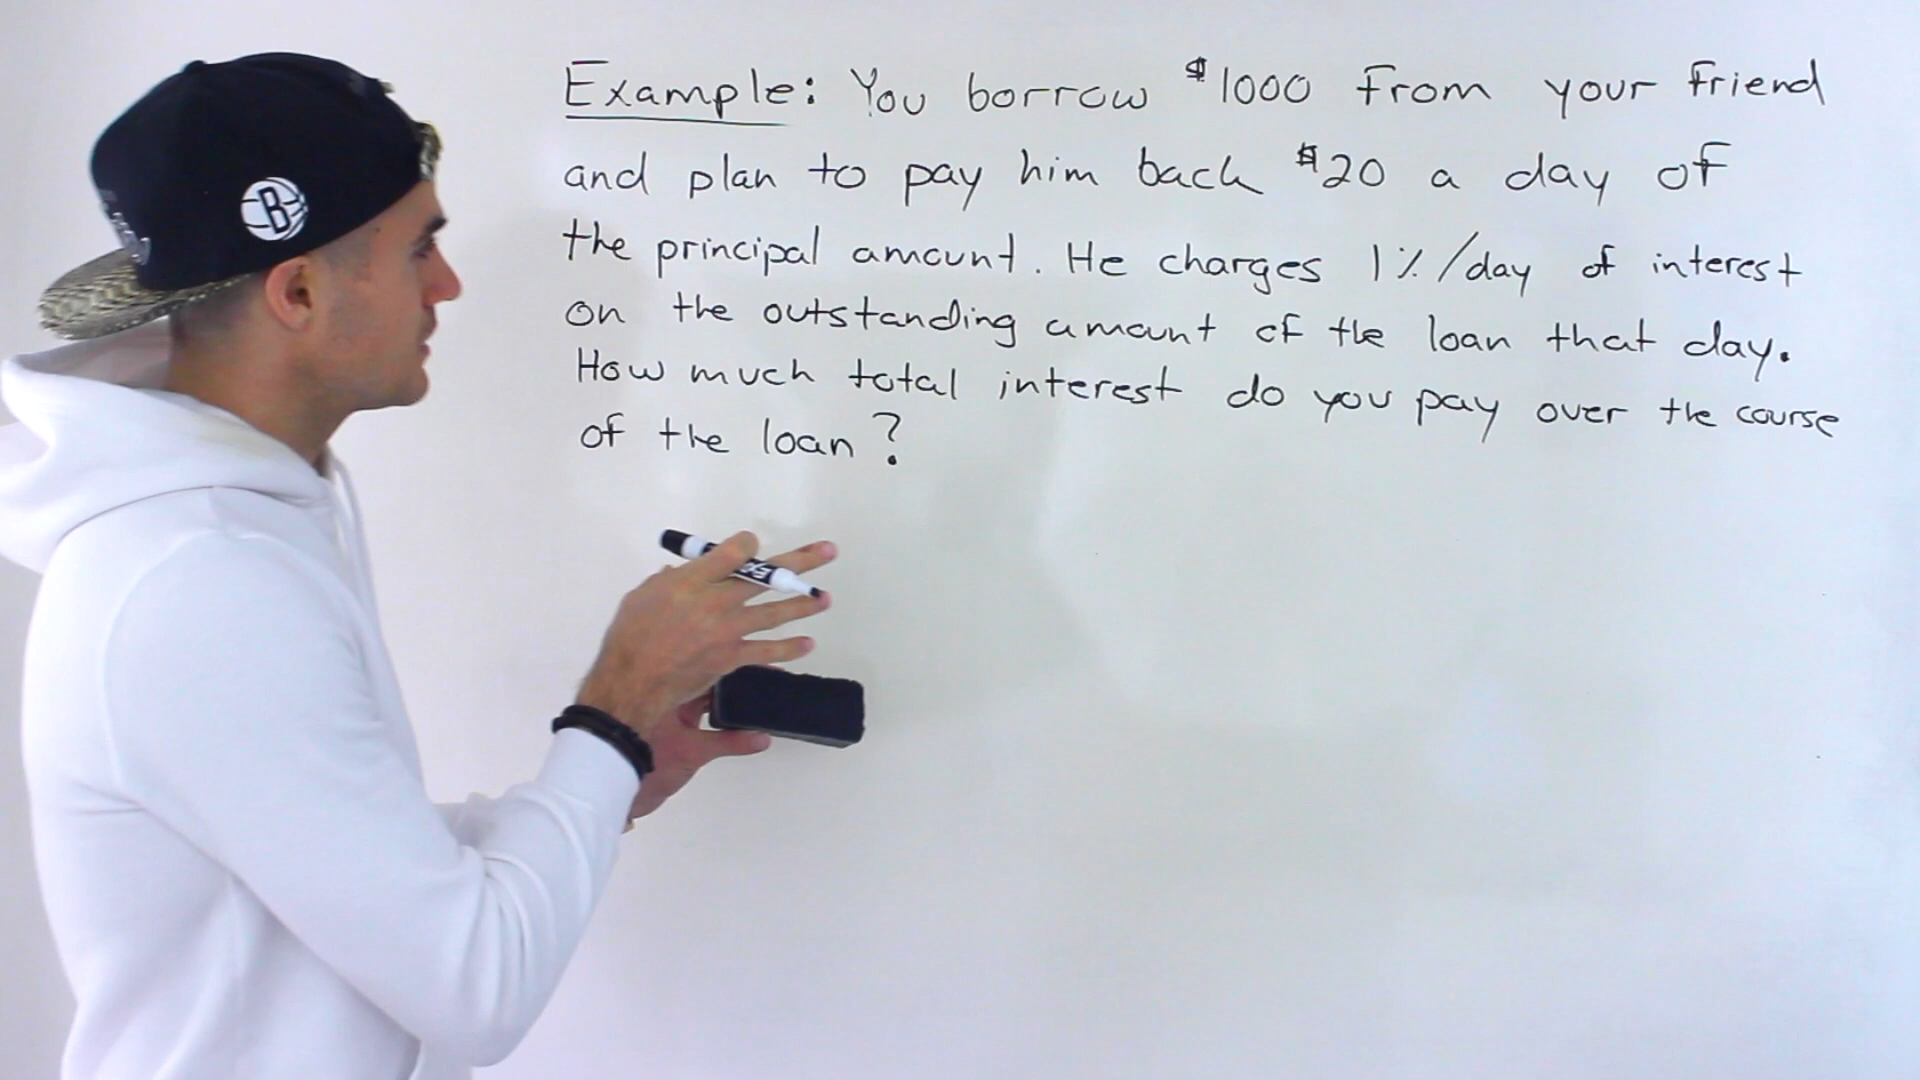 Example: You borrow $1000 from your friend
and plan to pay him back $20 a day of
the principal amount. He charges 1%/day of interest
on the outstanding amount of the loan that day.
How much total interest do you pay over the course
of the loan?
B